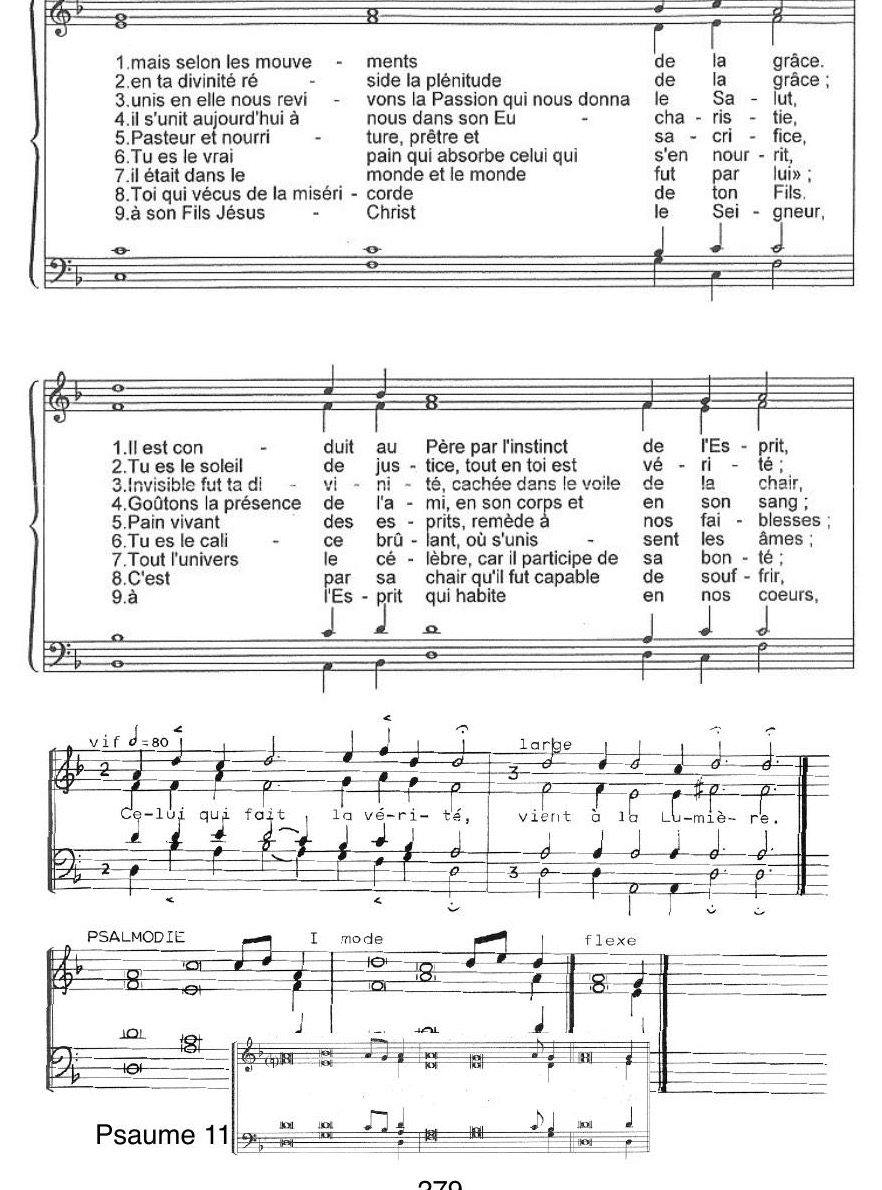 1.mais selon les mouve - ments de la grâce.
2.en ta divinité ré - side la plénitude de la grâce ;
3.unis en elle nous revi - vons la Passion qui nous donna le Sa - lut,
4.il s'unit aujourd'hui à nous dans son Eu - cha - ris - tie,
5.Pasteur et nourri - ture, prêtre et sa - cri - fice,
6.Tu es le vrai pain qui absorbe celui qui s'en nour - rit,
7.il était dans le monde et le monde fut par lui» ;
8.Toi qui vécus de la miséri - corde de ton Fils.
9.à son Fils Jésus - Christ le Sei - gneur,
1.Il est con - duit au Père par l'instinct de l'Es - prit,
2.Tu es le soleil de jus - tice, tout en toi est vé - ri - té ;
3.Invisible fut ta di - vi - ni - té, cachée dans le voile de la chair,
4.Goûtons la présence de l'a - mi, en son corps et en son sang ;
5.Pain vivant des es - prits, remède à nos fai - blesses ;
6.Tu es le cali - ce brû - lant, où s'unis - sent les âmes ;
7.Tout l'univers le cé - lèbre, car il participe de sa bon - té ;
8.C'est par sa chair qu'il fut capable de souf - frir,
9.à l'Es - prit qui habite en nos coeurs,
vif =80 large
2 3
Ce-lui qui fait la vé-ri-té, vient à la Lu-miè-re.
2 3
PSALMODIE I mode flexe
Psaume 11
279